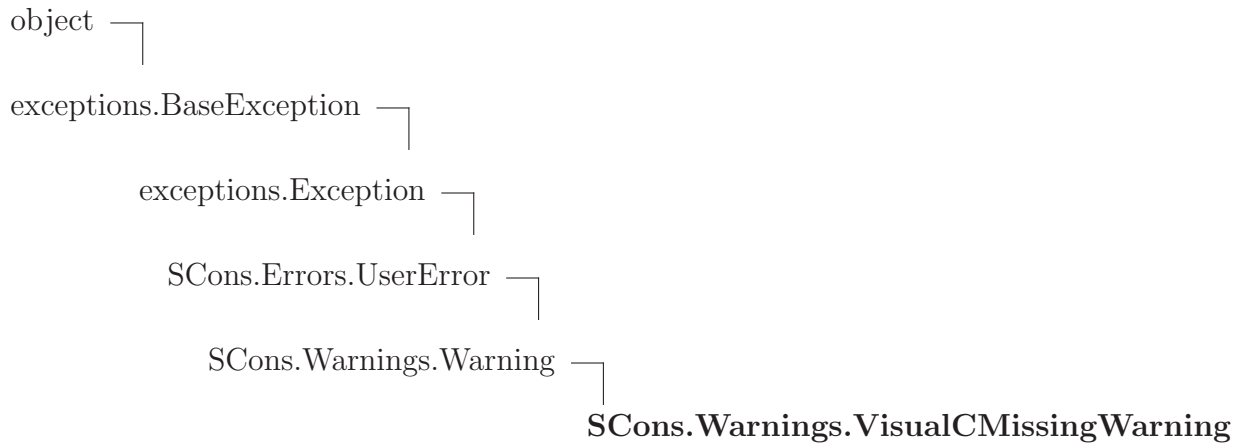 object
exceptions.BaseException
exceptions.Exception
SCons.Errors.UserError
SCons.Warnings.Warning
SCons.Warnings.VisualCMissingWarning